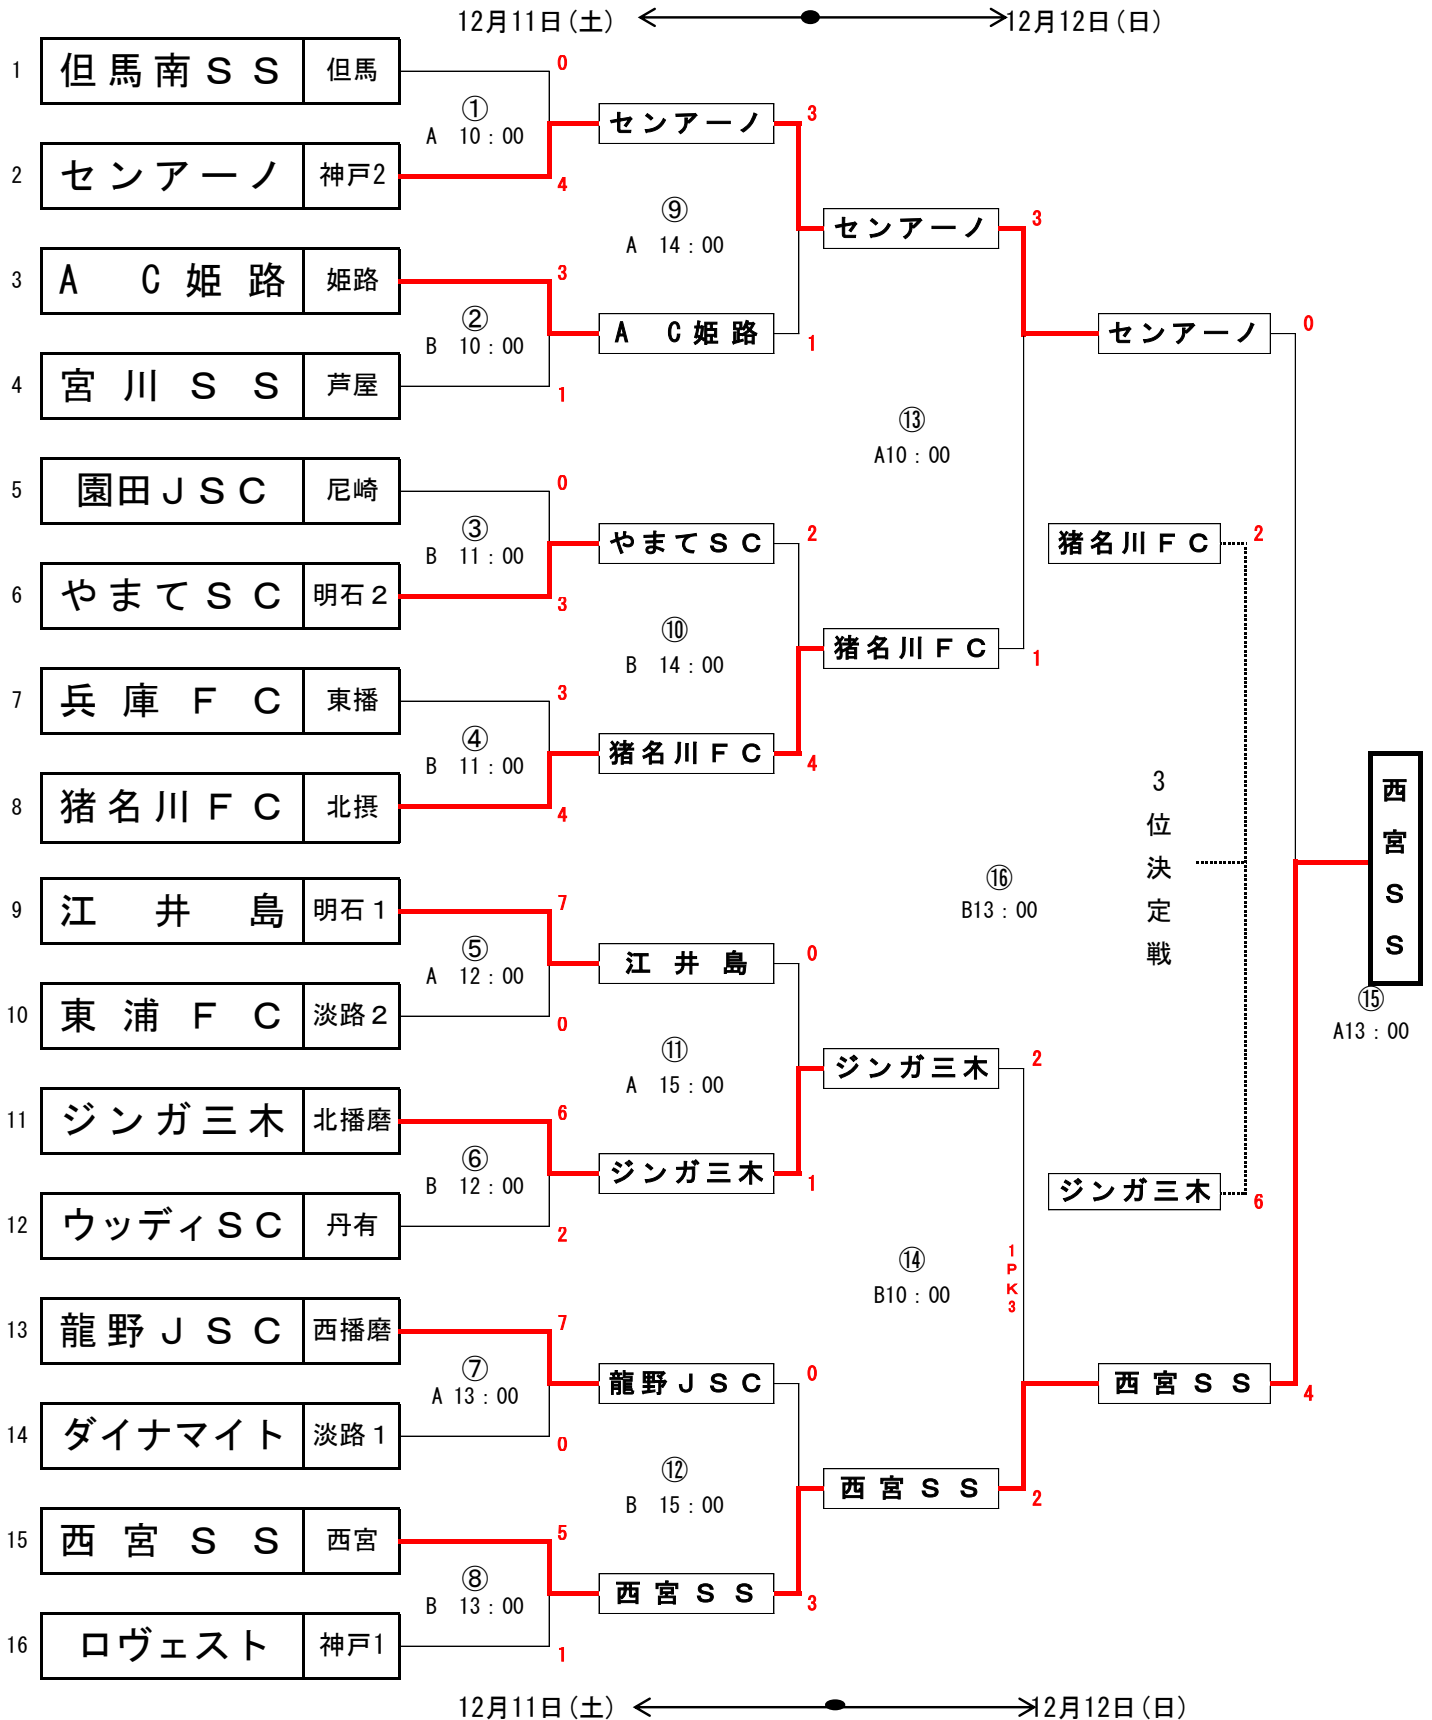 12月11日(土) 12月12日(日)
1 但馬南ＳＳ 但馬 0
① A 10：00
センアーノ 3
2 センアーノ 神戸2 4
⑨ A 14：00
センアーノ 3
3 Ａ Ｃ姫路 姫路 3
② B 10：00
Ａ Ｃ姫路 1
センアーノ 0
4 宮川ＳＳ 芦屋 1
⑬ A10：00
5 園田ＪＳＣ 尼崎 0
③ B 11：00
やまてＳＣ 2
猪名川ＦＣ 2
6 やまてＳＣ 明石２ 3
⑩ B 14：00
猪名川ＦＣ 1
7 兵庫ＦＣ 東播 3
④ B 11：00
猪名川ＦＣ 4
8 猪名川ＦＣ 北摂 4
3位決定戦
西宮ＳＳ
⑯ B13：00
9 江井島 明石１ 7
⑤ A 12：00
江井島 0
10 東浦ＦＣ 淡路２ 0
⑮ A13：00
⑪ A 15：00
ジンガ三木 2
11 ジンガ三木 北播磨 6
⑥ B 12：00
ジンガ三木 1
ジンガ三木 6
12 ウッディＳＣ 丹有 2
⑭ B10：00
1PK3
13 龍野ＪＳＣ 西播磨 7
⑦ A 13：00
龍野ＪＳＣ 0
西宮ＳＳ 4
14 ダイナマイト 淡路１ 0
⑫ B 15：00
西宮ＳＳ 2
15 西宮ＳＳ 西宮 5
⑧ B 13：00
西宮ＳＳ 3
16 ロヴェスト 神戸1 1
12月11日(土) 12月12日(日)